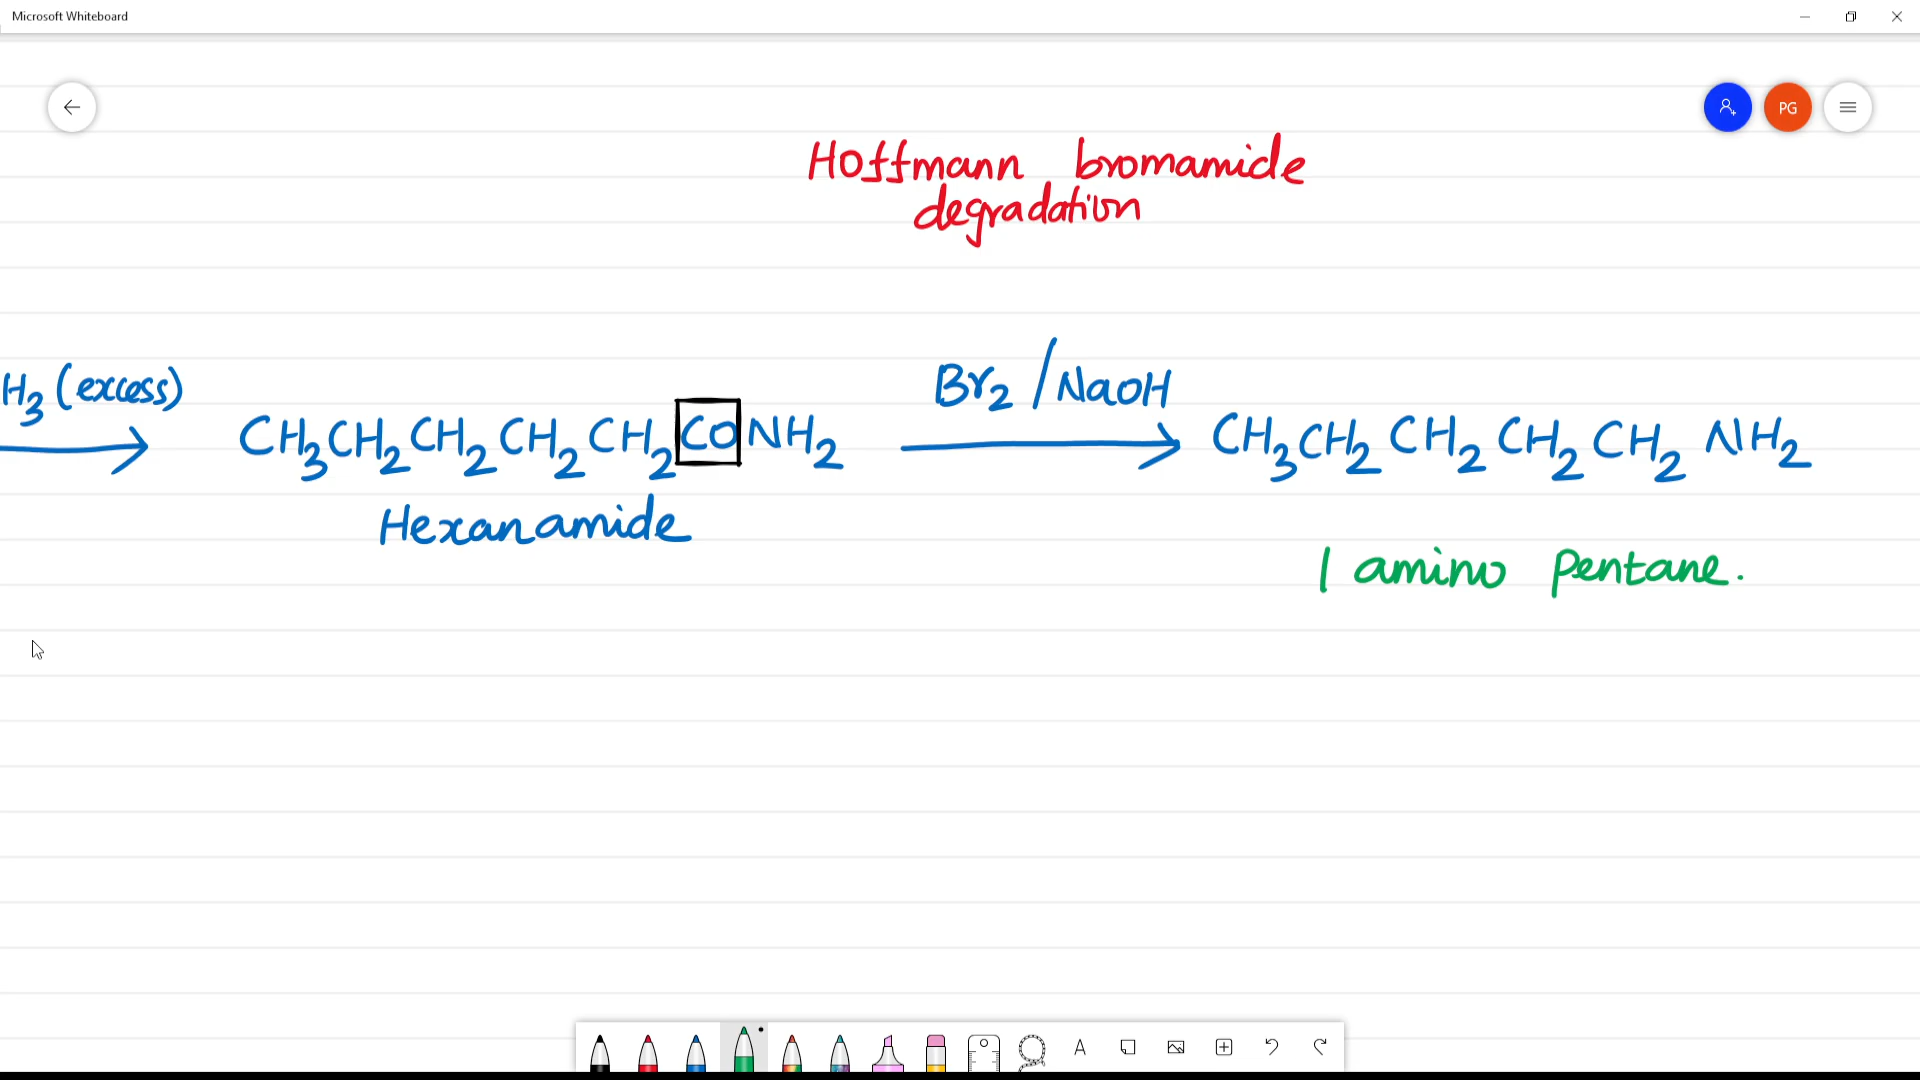 Microsoft Whiteboard
PG
Hoffmann bromamide
degradation
H3 (excess)
Br2 / NaOH
CH3CH2CH2CH2CH2CONH2
CH3CH2CH2CH2CH2NH2
Hexanamide
1 amino Pentane.
A